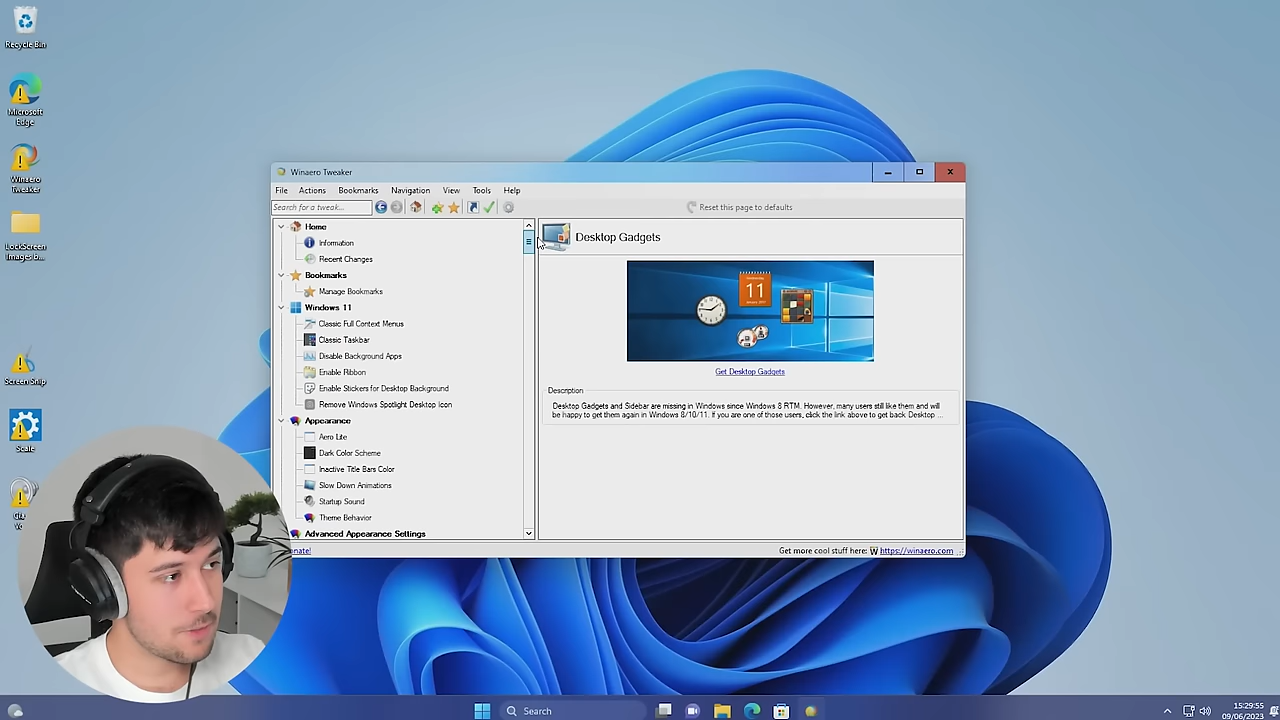 Recycle Bin
Microsoft
Edge
Winaero
Tweaker
LockScreen
Images b...
Screen Snip
Scale
Winaero Tweaker
File Actions Bookmarks Navigation View Tools Help
Search for a tweak...
Reset this page to defaults
Home
Information
Recent Changes
Bookmarks
Manage Bookmarks
Windows 11
Classic Full Context Menus
Classic Taskbar
Disable Background Apps
Enable Ribbon
Enable Stickers for Desktop Background
Remove Windows Spotlight Desktop Icon
Appearance
Aero Lite
Dark Color Scheme
Inactive Title Bars Color
Slow Down Animations
Startup Sound
Theme Behavior
Advanced Appearance Settings
Desktop Gadgets
11
Get Desktop Gadgets
Description
Desktop Gadgets and Sidebar are missing in Windows since Windows 8 RTM. However, many users still like them and will
be happy to get them again in Windows 8/10/11. If you are one of those users, click the link above to get back Desktop ...
nate!
Get more cool stuff here: W https://winaero.com
Search
15:29:55
09/06/2023